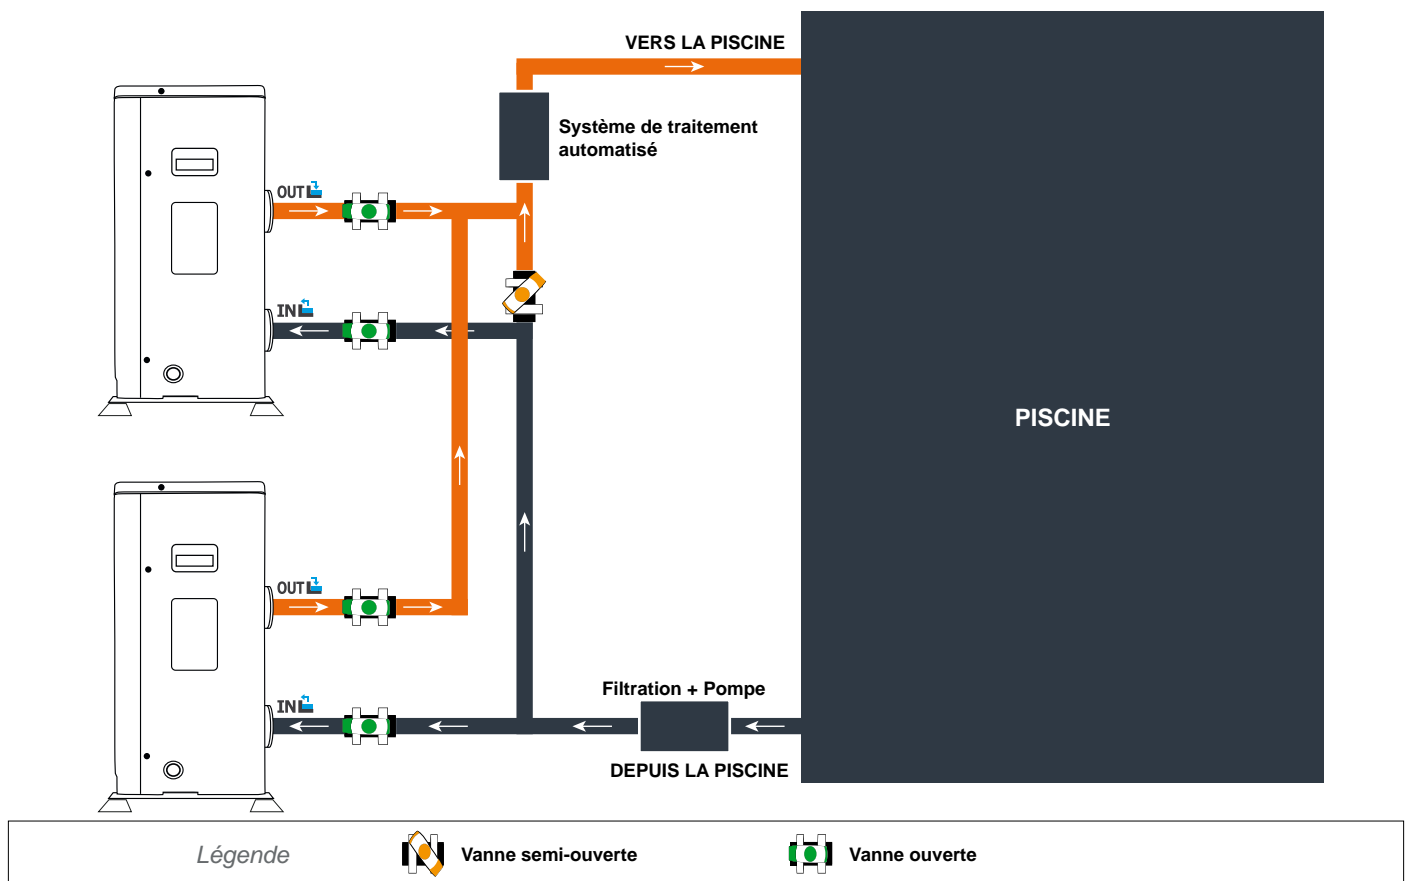 VERS LA PISCINE
Système de traitement
automatisé
OUT
IN
PISCINE
OUT
IN
Filtration + Pompe
DEPUIS LA PISCINE
Légende
Vanne semi-ouverte
Vanne ouverte